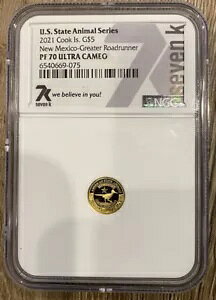 U.S. State Animal Series
2021 Cook Is. G$5
New Mexico-Greater Roadrunner
PF 70 ULTRA CAMEO
6540669-075
7K
seven k
we believe in you!
seven k
NGC